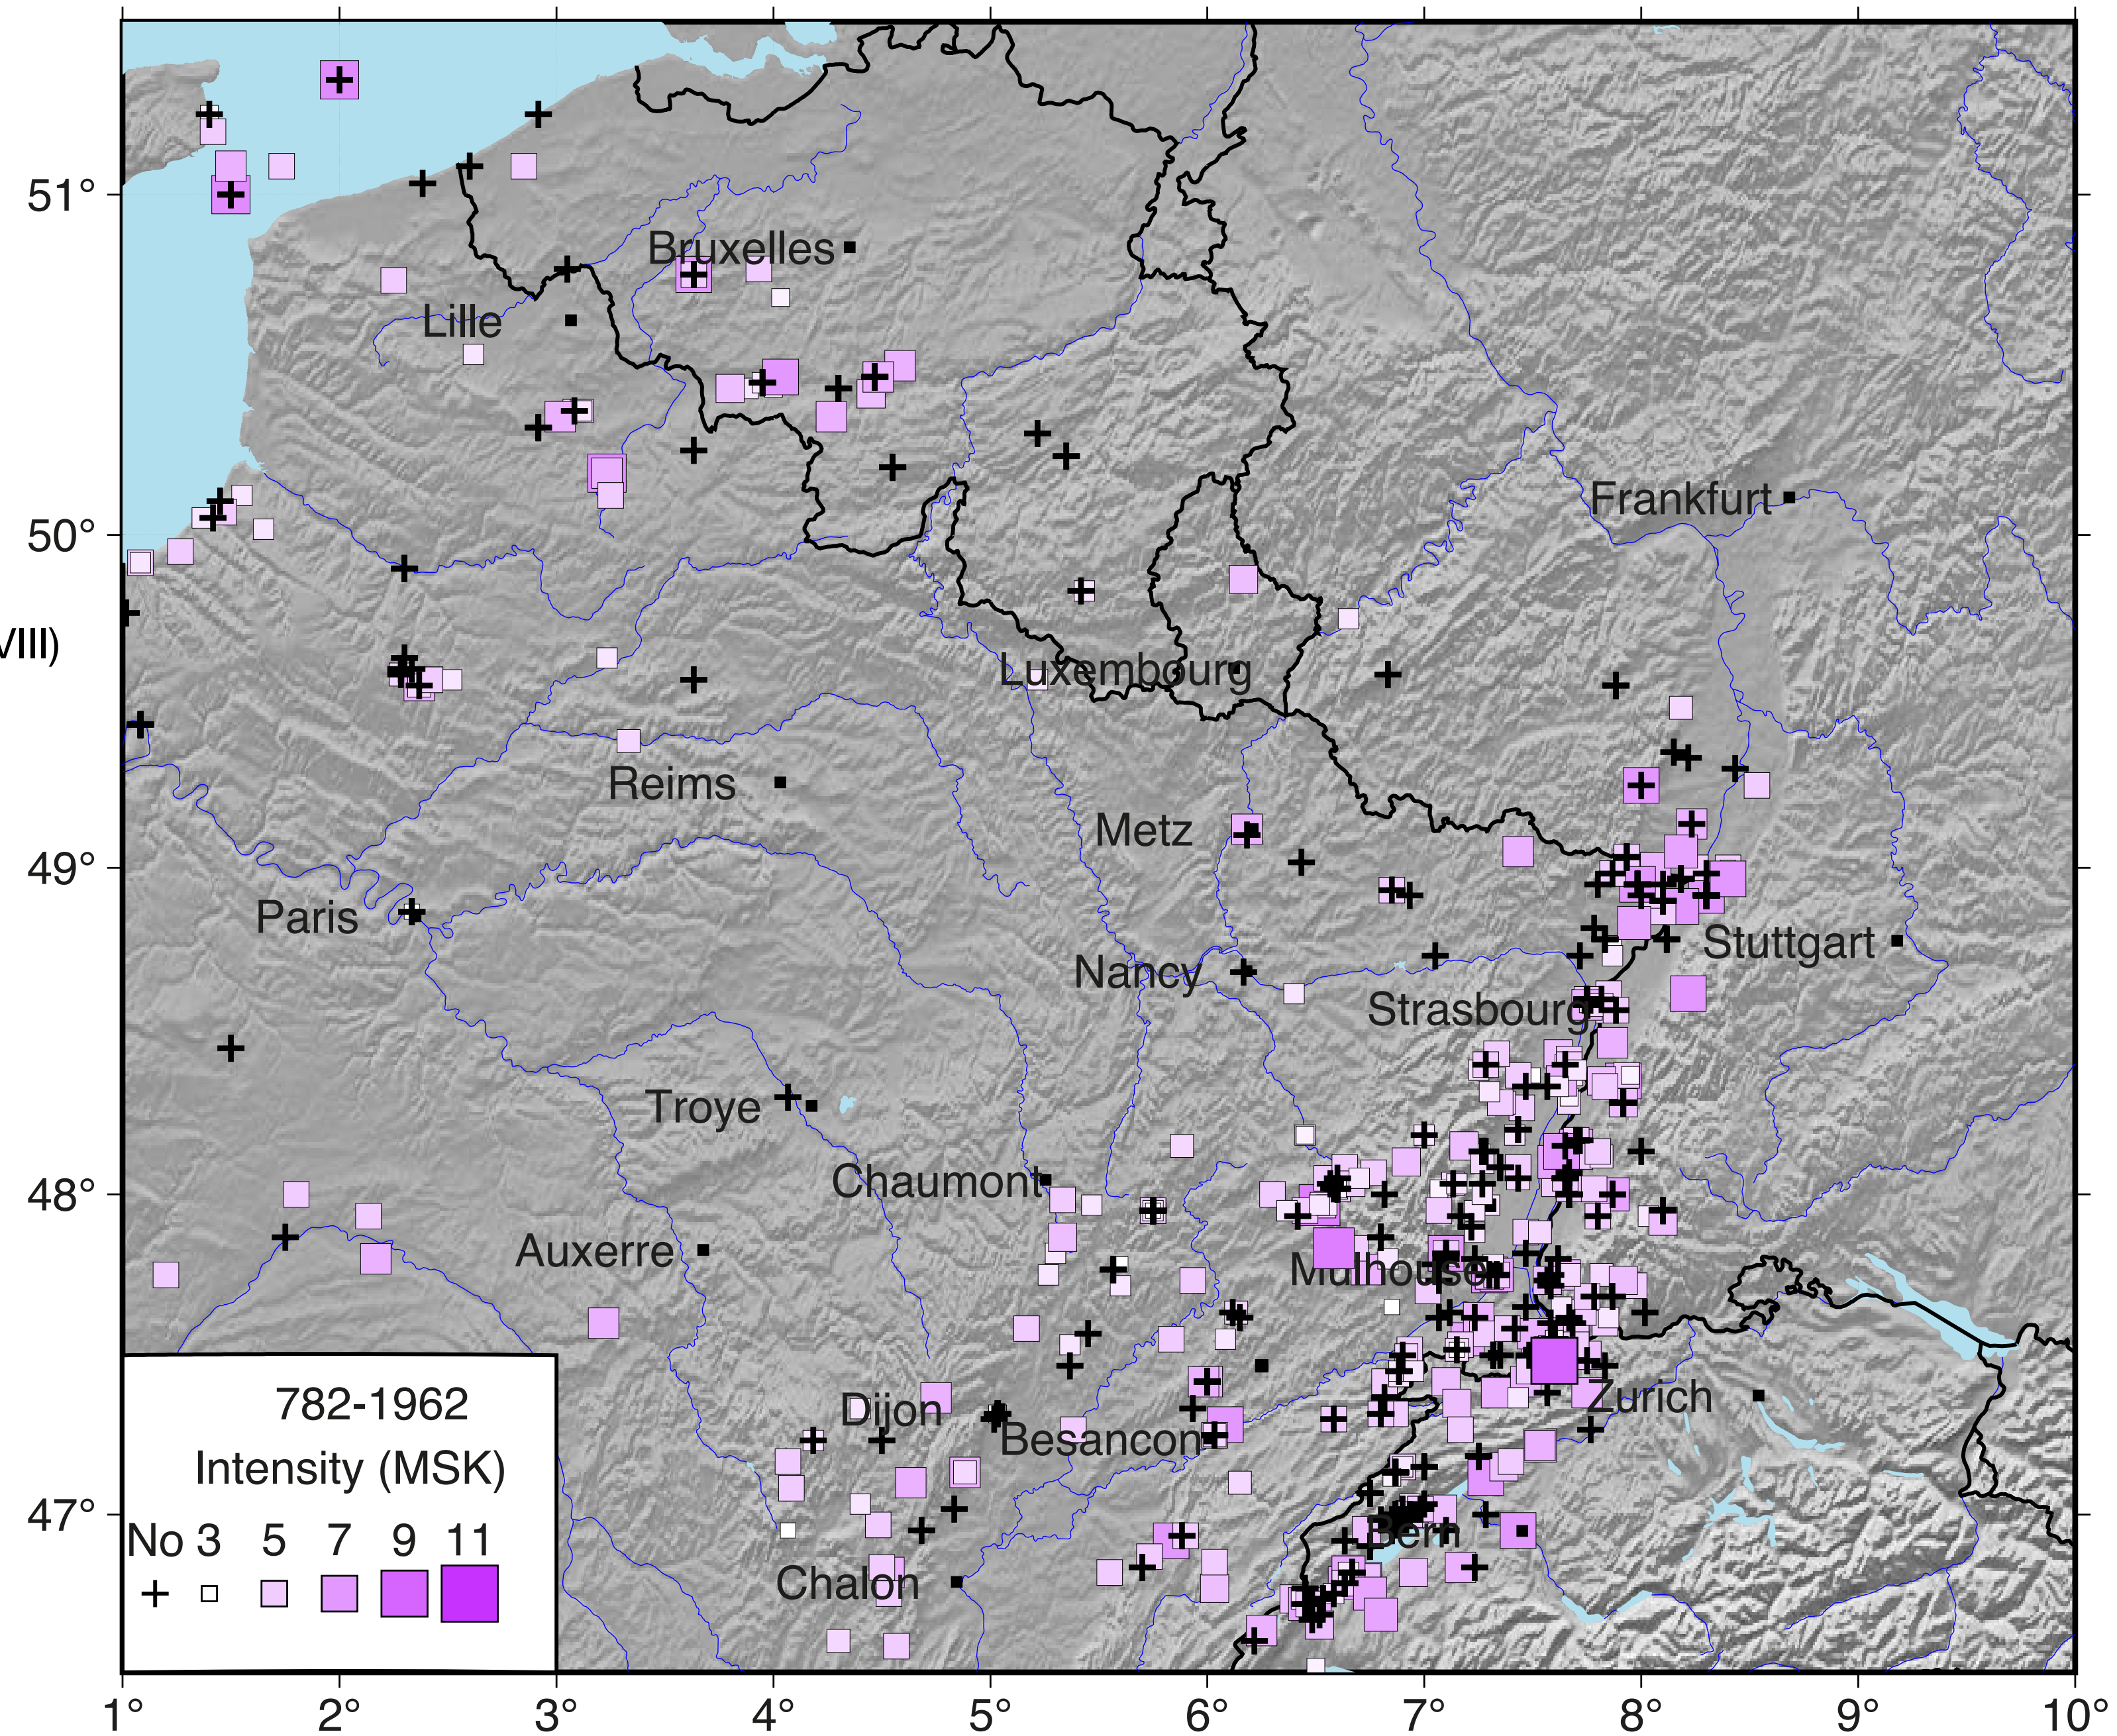 51°
Bruxelles
Lille
50°
Frankfurt
VIII)
Luxembourg
Reims
Metz
49°
Paris
Stuttgart
Nancy
Strasbourg
Troye
48°
Chaumont
Auxerre
Mulhouse
782-1962
Dijon
Zurich
Besancon
Intensity (MSK)
47°
No 3 5 7 9 11
Bern
Chalon
1° 2° 3° 4° 5° 6° 7° 8° 9° 10°